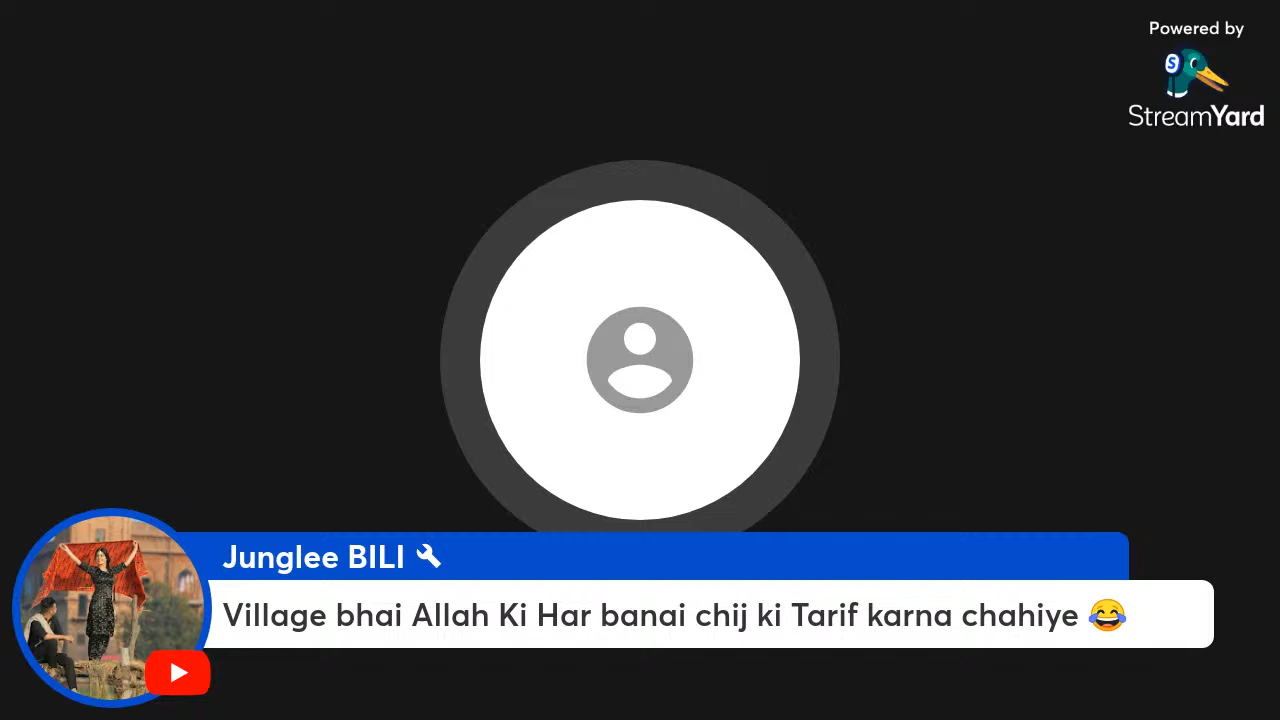 Powered by
StreamYard
Junglee BILI 🔧
Village bhai Allah Ki Har banai chij ki Tarif karna chahiye 😂